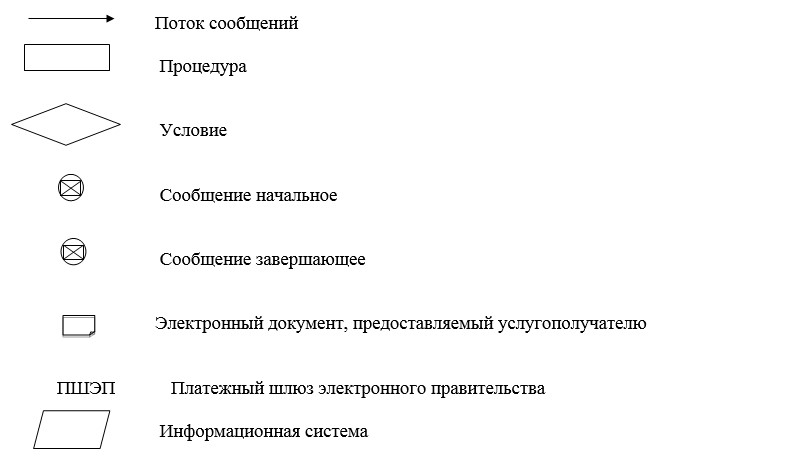 Поток сообщений
Процедура
Условие
Сообщение начальное
Сообщение завершающее
Электронный документ, предоставляемый услугополучателю
ПШЭП Платежный шлюз электронного правительства
Информационная система